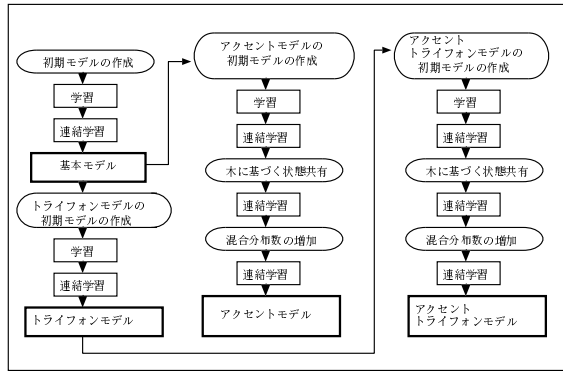 初期モデルの作成
学習
連結学習
基本モデル
トライフォンモデルの
初期モデルの作成
学習
連結学習
トライフォンモデル
アクセントモデルの
初期モデルの作成
学習
連結学習
木に基づく状態共有
連結学習
混合分布数の増加
連結学習
アクセントモデル
アクセント
トライフォンモデルの
初期モデルの作成
学習
連結学習
木に基づく状態共有
連結学習
混合分布数の増加
連結学習
アクセント
トライフォンモデル